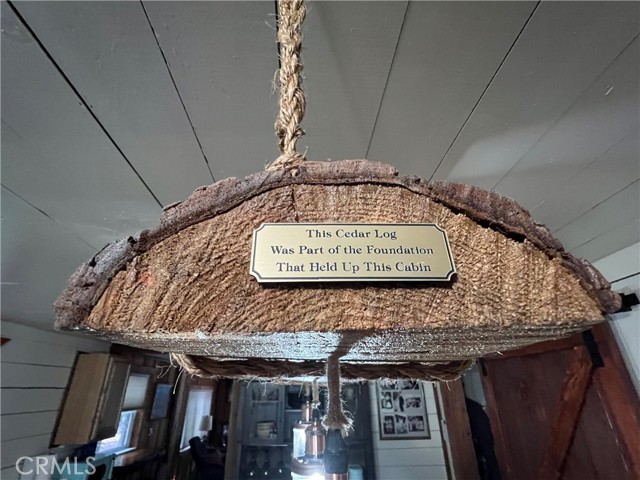 This Cedar Log
Was Part of the Foundation
That Held Up This Cabin
CRMLS